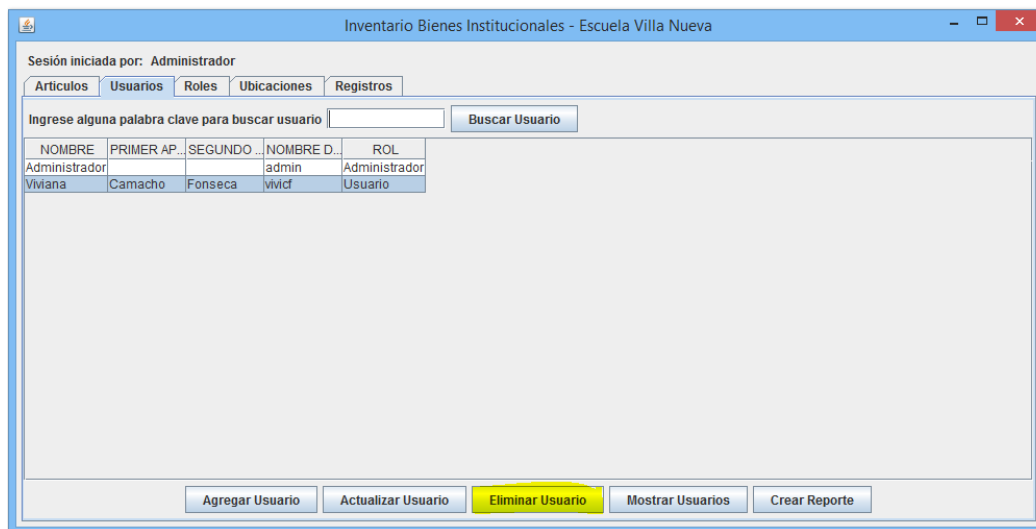 Inventario Bienes Institucionales - Escuela Villa Nueva
Sesión iniciada por: Administrador
Articulos Usuarios Roles Ubicaciones Registros
Ingrese alguna palabra clave para buscar usuario Buscar Usuario
NOMBRE PRIMER AP... SEGUNDO ... NOMBRE D... ROL
Administrador admin Administrador
Viviana Camacho Fonseca vivicf Usuario
Agregar Usuario Actualizar Usuario Eliminar Usuario Mostrar Usuarios Crear Reporte